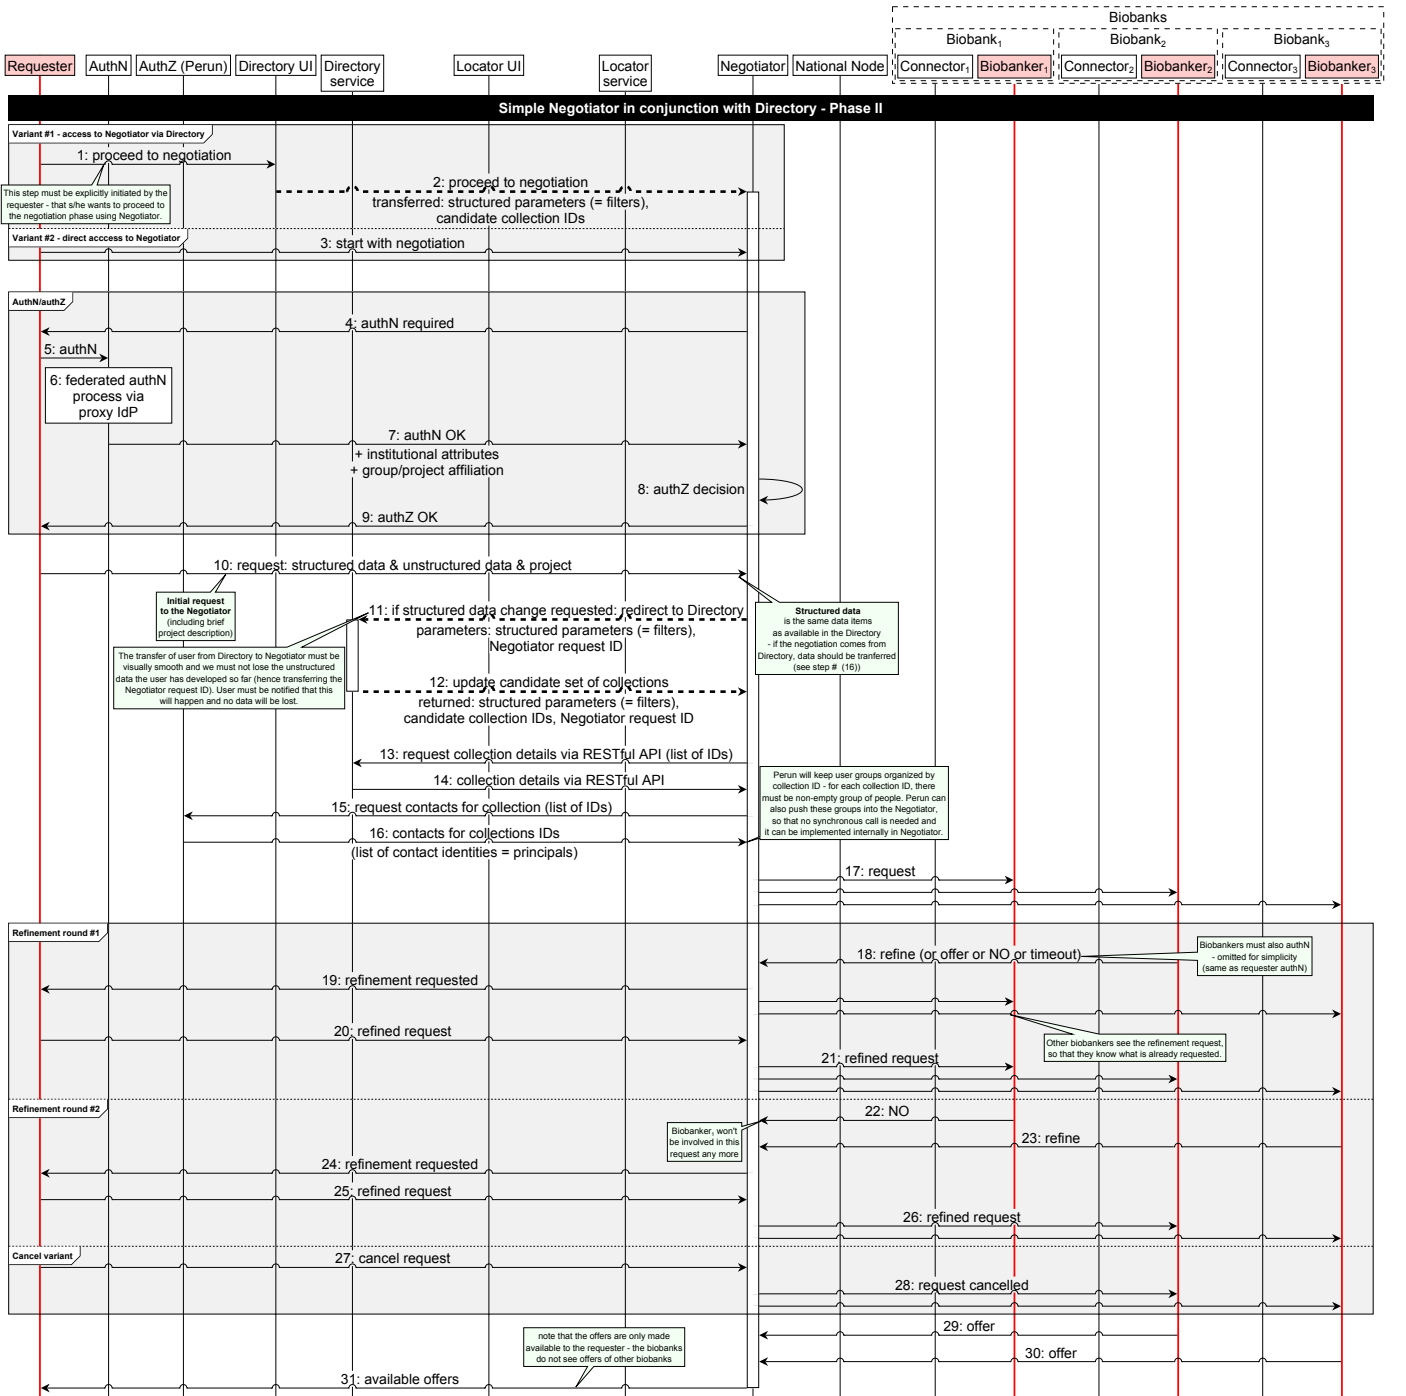 Biobanks
Biobank1
Biobank2
Biobank3
Requester
AuthN
AuthZ (Perun)
Directory UI
Directory
service
Locator UI
Locator
service
Negotiator
National Node
Connector1
Biobanker1
Connector2
Biobanker2
Connector3
Biobanker3
Simple Negotiator in conjunction with Directory - Phase II
Variant #1 - access to Negotiator via Directory
1: proceed to negotiation
This step must be explicitly initiated by the
requester - that s/he wants to proceed to
the negotiation phase using Negotiator.
2: proceed to negotiation
transferred: structured parameters (= filters),
candidate collection IDs
Variant #2 - direct acccess to Negotiator
3: start with negotiation
AuthN/authZ
4: authN required
5: authN
6: federated authN
process via
proxy IdP
7: authN OK
+ institutional attributes
+ group/project affiliation
8: authZ decision
9: authZ OK
10: request: structured data & unstructured data & project
Initial request
to the Negotiator
(including brief
project description)
Structured data
is the same data items
as available in the Directory
- if the negotiation comes from
Directory, data should be tranferred
(see step # (16))
11: if structured data change requested: redirect to Directory
parameters: structured parameters (= filters),
Negotiator request ID
The transfer of user from Directory to Negotiator must be
visually smooth and we must not lose the unstructured
data the user has developed so far (hence transferring the
Negotiator request ID). User must be notified that this
will happen and no data will be lost.
12: update candidate set of collections
returned: structured parameters (= filters),
candidate collection IDs, Negotiator request ID
13: request collection details via RESTful API (list of IDs)
14: collection details via RESTful API
15: request contacts for collection (list of IDs)
16: contacts for collections IDs
(list of contact identities = principals)
Perun will keep user groups organized by
collection ID - for each collection ID, there
must be non-empty group of people. Perun can
also push these groups into the Negotiator,
so that no synchronous call is needed and
it can be implemented internally in Negotiator.
17: request
Refinement round #1
18: refine (or offer or NO or timeout)
Biobankers must also authN
- omitted for simplicity
(same as requester authN)
19: refinement requested
20: refined request
Other biobankers see the refinement request,
so that they know what is already requested.
21: refined request
Refinement round #2
22: NO
Biobanker, won't
be involved in this
request any more
23: refine
24: refinement requested
25: refined request
26: refined request
Cancel variant
27: cancel request
28: request cancelled
29: offer
note that the offers are only made
available to the requester - the biobanks
do not see offers of other biobanks
30: offer
31: available offers